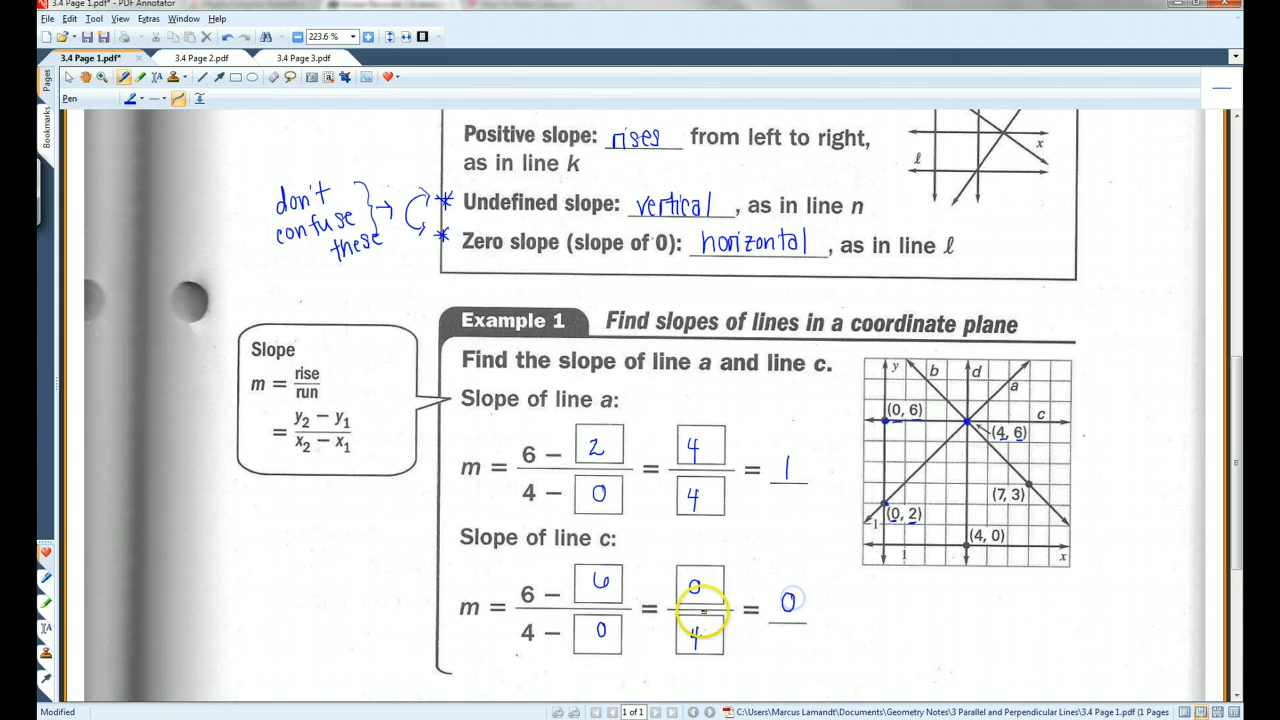 3.4 Page 1.pdf* - PDF Annotator
File Edit Tool View Extras Window Help
223.6 %
3.4 Page 1.pdf* 3.4 Page 2.pdf 3.4 Page 3.pdf
Pen
Pages
Bookmarks
Positive slope: rises from left to right,
as in line k
don't confuse these
* Undefined slope: vertical, as in line n
* Zero slope (slope of 0): horizontal, as in line ℓ
x
ℓ
Slope
m = rise/run
= y2 − y1 / x2 − x1
Example 1 Find slopes of lines in a coordinate plane
Find the slope of line a and line c.
Slope of line a:
m = 6 − 2 / 4 − 0 = 4/4 = 1
Slope of line c:
m = 6 − 6 / 4 − 0 = 0/4 = 0
y b d a
(0, 6) c
(4, 6)
(7, 3)
(0, 2)
−1
(4, 0)
1 x
Modified
1 of 1
C:\Users\Marcus Lamandt\Documents\Geometry Notes\3 Parallel and Perpendicular Lines\3.4 Page 1.pdf (1 Pages